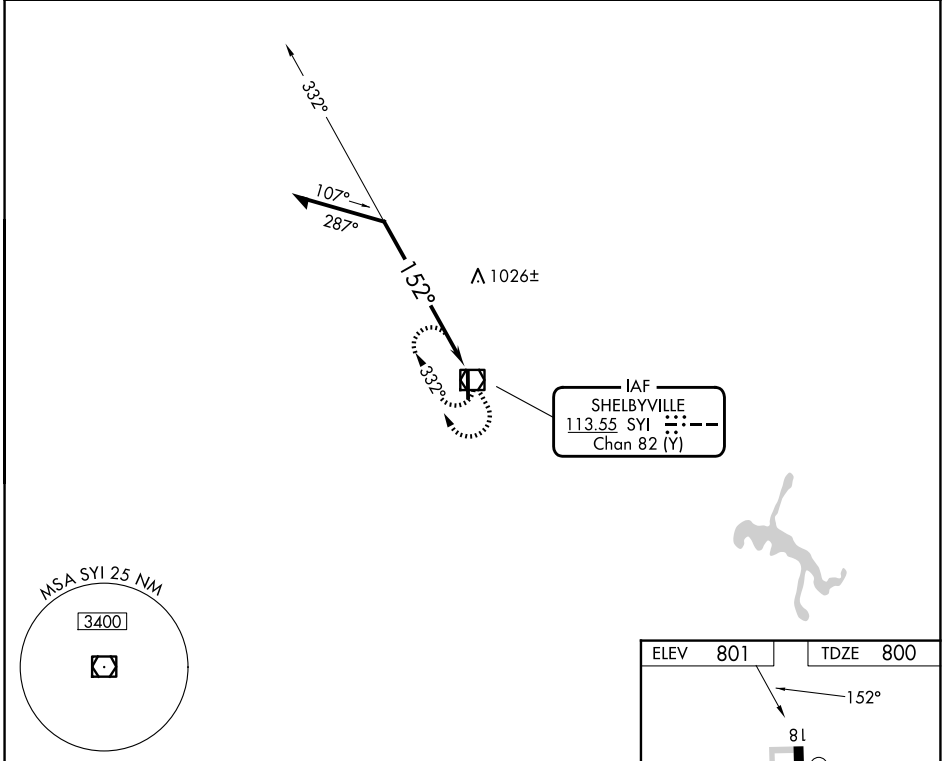 332°
107°
287°
152°
1026±
332°
IAF
SHELBYVILLE
113.55 SYI
Chan 82 (Y)
MSA SYI 25 NM
3400
ELEV 801 TDZE 800
152°
18